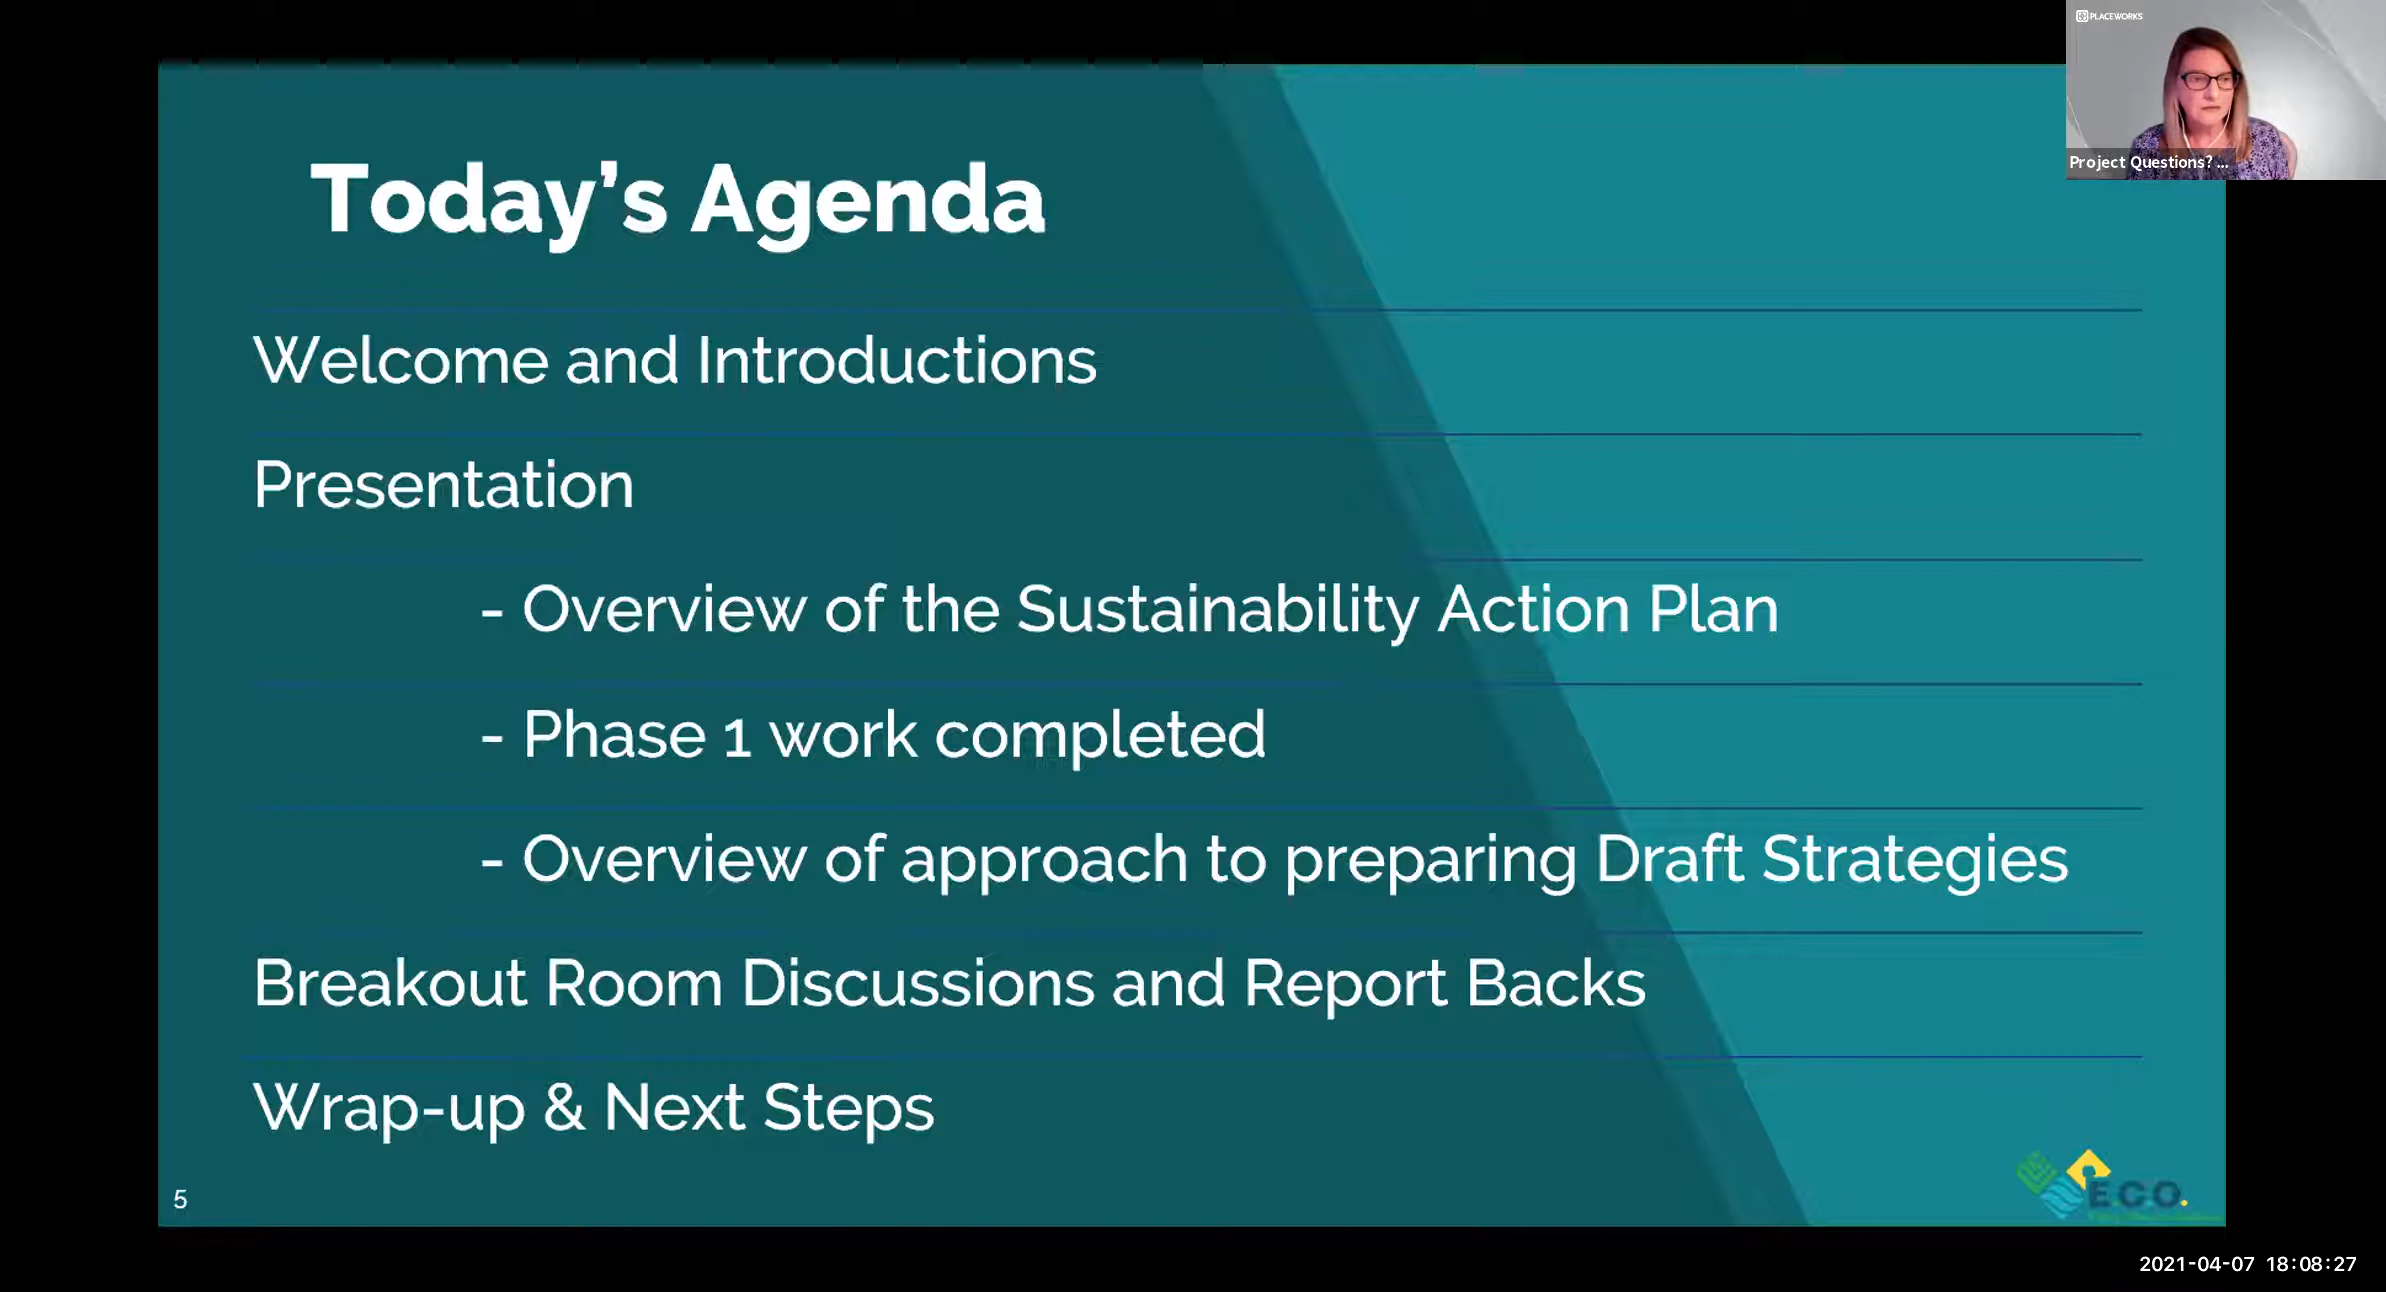 PLACEWORKS
Project Questions? ...
Today's Agenda
Welcome and Introductions
Presentation
- Overview of the Sustainability Action Plan
- Phase 1 work completed
- Overview of approach to preparing Draft Strategies
Breakout Room Discussions and Report Backs
Wrap-up & Next Steps
5
E.C.O.
2021-04-07 18:08:27